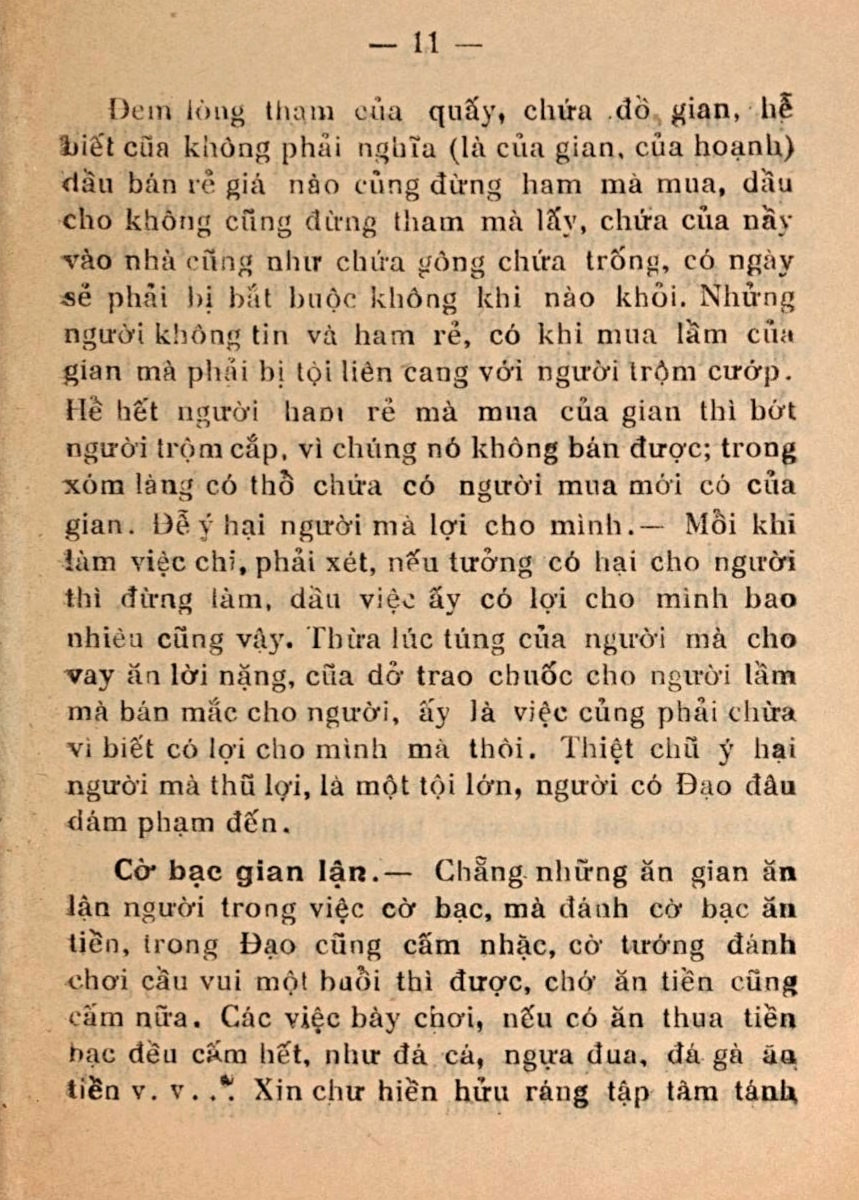 — 11 —
Đem lòng tham của quấy, chứa đồ gian, hễ
biết cũa không phải nghĩa (là của gian, của hoạnh)
dầu bán rẻ giá nào củng đừng ham mà mua, dầu
cho không cũng đừng tham mà lấy, chứa của nầy
vào nhà cũng như chứa gông chứa trống, có ngày
sẻ phải bị bắt buộc không khi nào khỏi. Nhửng
người không tin và ham rẻ, có khi mua lầm của
gian mà phải bị tội liên cang với người trộm cướp.
Hề hết người ham rẻ mà mua của gian thì bớt
người trộm cắp, vì chúng nó không bán được; trong
xóm làng có thổ chứa có người mua mới có của
gian. Để ý hại người mà lợi cho mình.— Mỗi khi
làm việc chi, phải xét, nếu tưởng có hại cho người
thì đừng làm, dầu việc ấy có lợi cho mình bao
nhiêu cũng vậy. Thừa lúc túng của người mà cho
vay ăn lời nặng, cũa dở trao chuốc cho người lầm
mà bán mắc cho người, ấy là việc củng phải chừa
vì biết có lợi cho mình mà thôi. Thiệt chũ ý hại
người mà thũ lợi, là một tội lớn, người có Đạo đâu
dám phạm đến.
Cờ bạc gian lận.— Chẵng những ăn gian ăn
lận người trong việc cờ bạc, mà đánh cờ bạc ăn
tiền, trong Đạo cũng cấm nhặc, cờ tướng đánh
chơi cầu vui một buổi thì được, chớ ăn tiền cũng
cấm nữa. Các việc bày chơi, nếu có ăn thua tiền
bạc đều cấm hết, như đá cá, ngựa đua, đá gà ăn
tiền v. v... Xin chư hiền hửu ráng tập tâm tánh